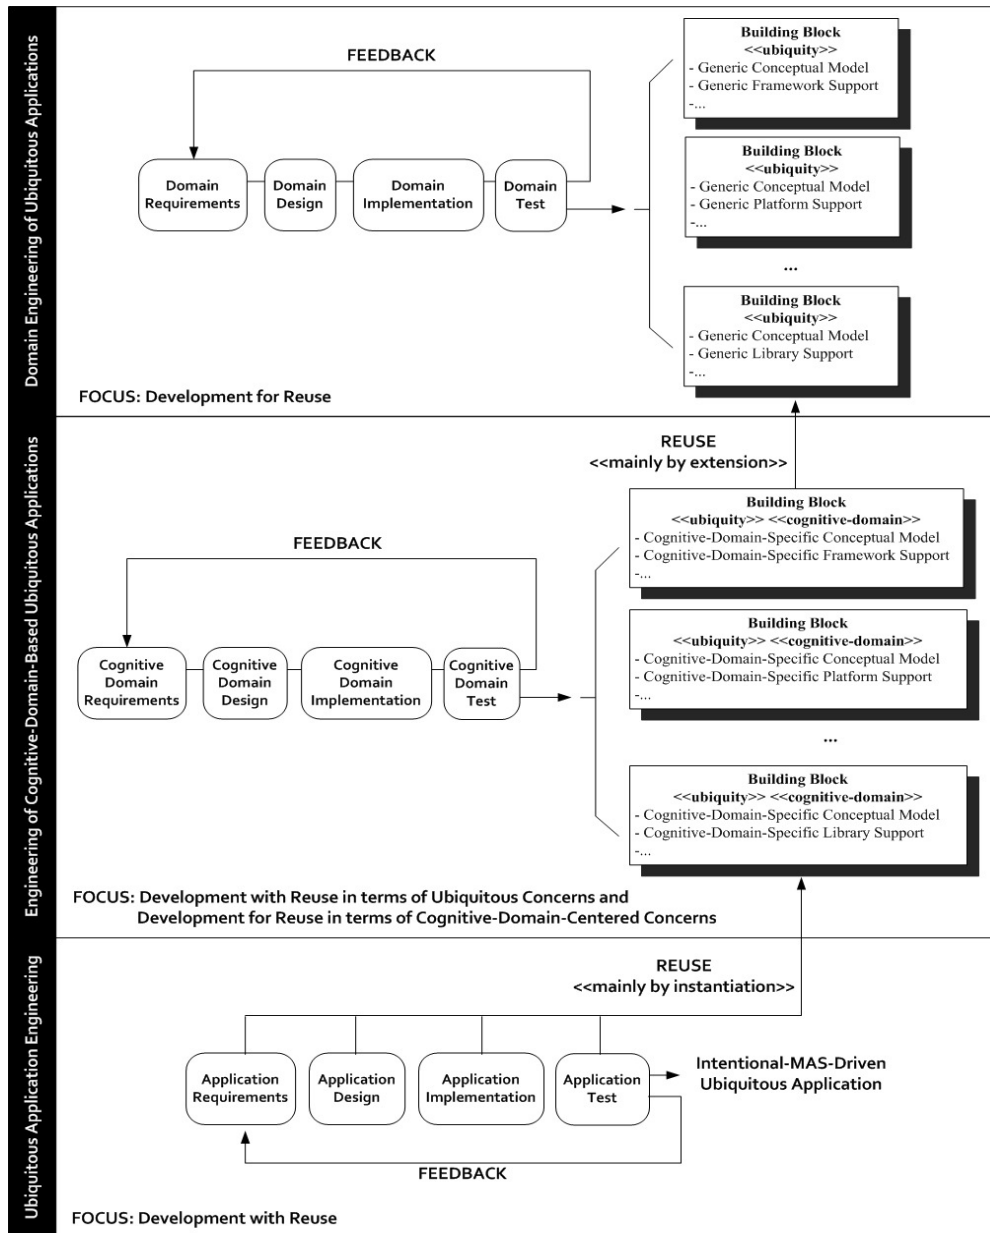 Domain Engineering of Ubiquitous Applications
FEEDBACK
Domain
Requirements
Domain
Design
Domain
Implementation
Domain
Test
Building Block
<<ubiquity>>
- Generic Conceptual Model
- Generic Framework Support
-...
Building Block
<<ubiquity>>
- Generic Conceptual Model
- Generic Platform Support
-...
...
Building Block
<<ubiquity>>
- Generic Conceptual Model
- Generic Library Support
-...
FOCUS: Development for Reuse
Engineering of Cognitive-Domain-Based Ubiquitous Applications
REUSE
<<mainly by extension>>
FEEDBACK
Cognitive
Domain
Requirements
Cognitive
Domain
Design
Cognitive
Domain
Implementation
Cognitive
Domain
Test
Building Block
<<ubiquity>> <<cognitive-domain>>
- Cognitive-Domain-Specific Conceptual Model
- Cognitive-Domain-Specific Framework Support
-...
Building Block
<<ubiquity>> <<cognitive-domain>>
- Cognitive-Domain-Specific Conceptual Model
- Cognitive-Domain-Specific Platform Support
-...
...
Building Block
<<ubiquity>> <<cognitive-domain>>
- Cognitive-Domain-Specific Conceptual Model
- Cognitive-Domain-Specific Library Support
-...
FOCUS: Development with Reuse in terms of Ubiquitous Concerns and
Development for Reuse in terms of Cognitive-Domain-Centered Concerns
Ubiquitous Application Engineering
REUSE
<<mainly by instantiation>>
Application
Requirements
Application
Design
Application
Implementation
Application
Test
Intentional-MAS-Driven
Ubiquitous Application
FEEDBACK
FOCUS: Development with Reuse